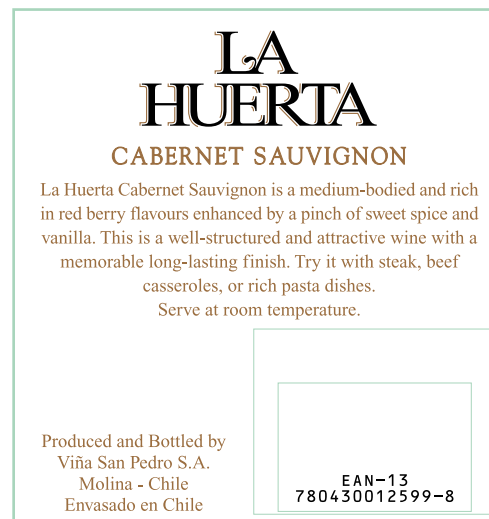 LA
HUERTA
CABERNET SAUVIGNON
La Huerta Cabernet Sauvignon is a medium-bodied and rich
in red berry flavours enhanced by a pinch of sweet spice and
vanilla. This is a well-structured and attractive wine with a
memorable long-lasting finish. Try it with steak, beef
casseroles, or rich pasta dishes.
Serve at room temperature.
Produced and Bottled by
Viña San Pedro S.A.
Molina - Chile
Envasado en Chile
EAN-13
780430012599-8